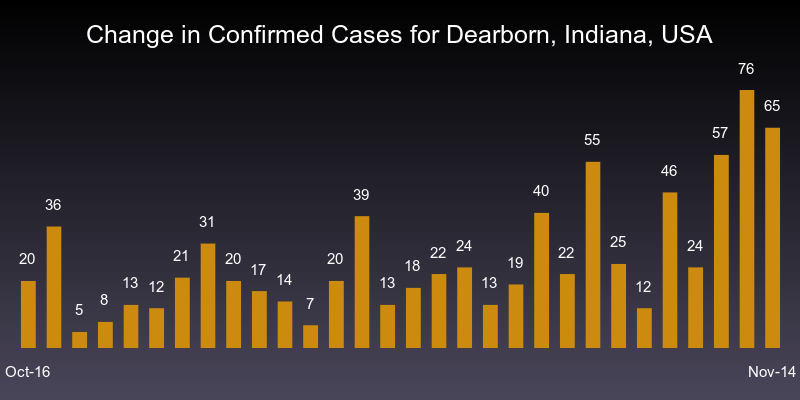 Change in Confirmed Cases for Dearborn, Indiana, USA
20 36 5 8 13 12 21 31 20 17 14 7 20 39 13 18 22 24 13 19 40 22 55 25 12 46 24 57 76 65
Oct-16 Nov-14